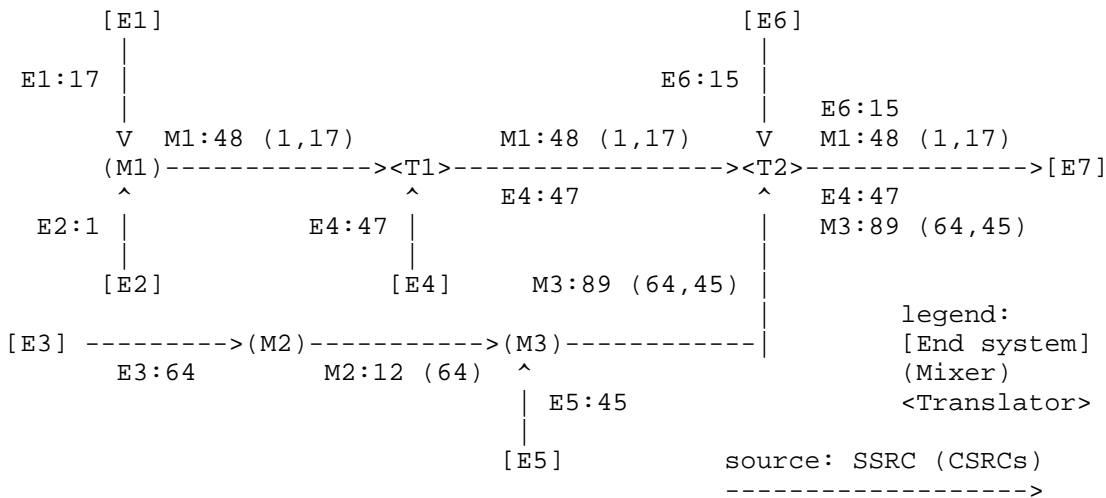 [E1] [E6]
E1:17 E6:15
E6:15
M1:48 (1,17) M1:48 (1,17) M1:48 (1,17)
(M1) <T1> <T2> [E7]
E4:47 E4:47
E2:1 E4:47 M3:89 (64,45)
[E2] [E4] M3:89 (64,45)
legend:
[E3] (M2) (M3) [End system]
E3:64 M2:12 (64) (Mixer)
E5:45 <Translator>
[E5] source: SSRC (CSRCs)